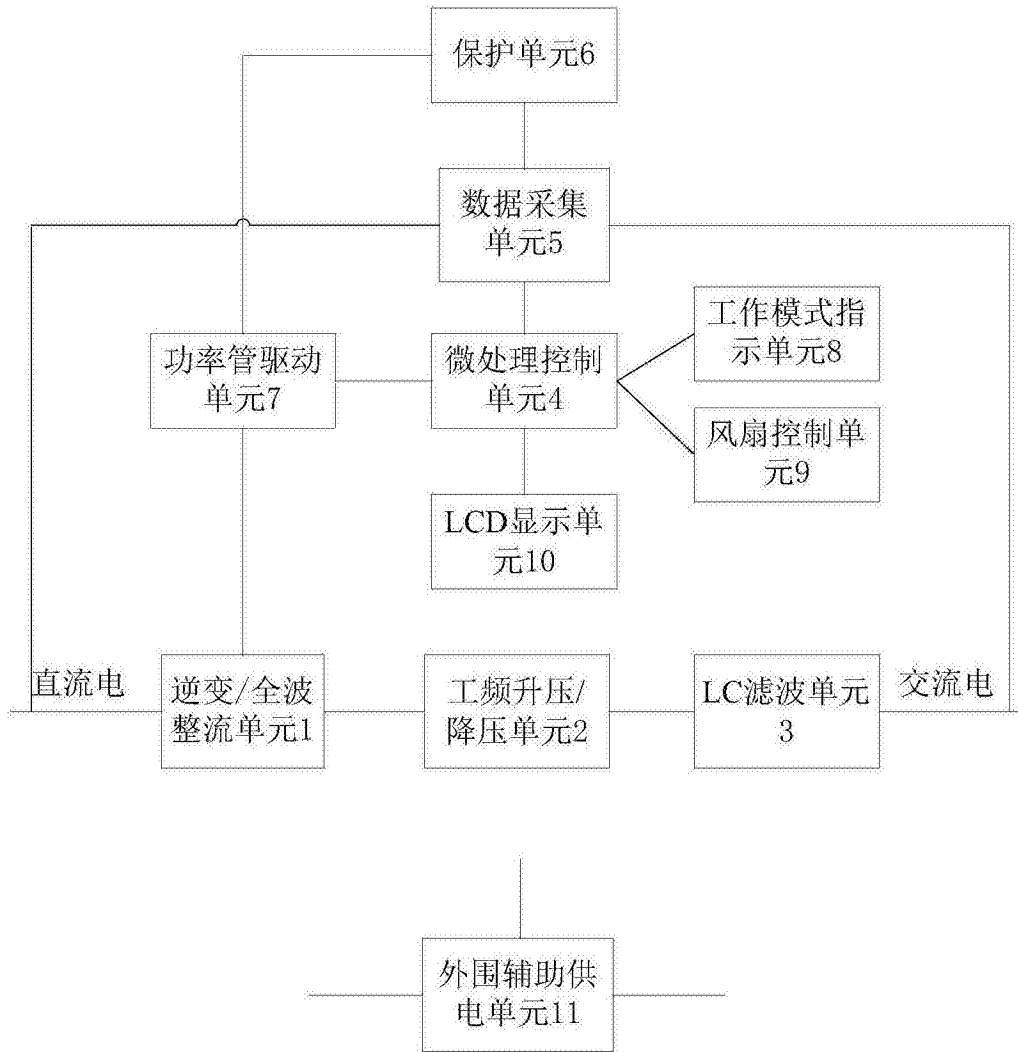 保护单元6
数据采集
单元5
工作模式指
示单元8
功率管驱动
单元7
微处理控制
单元4
风扇控制单
元9
LCD显示单
元10
直流电
逆变/全波
整流单元1
工频升压/
降压单元2
LC滤波单元
3
交流电
外围辅助供
电单元11